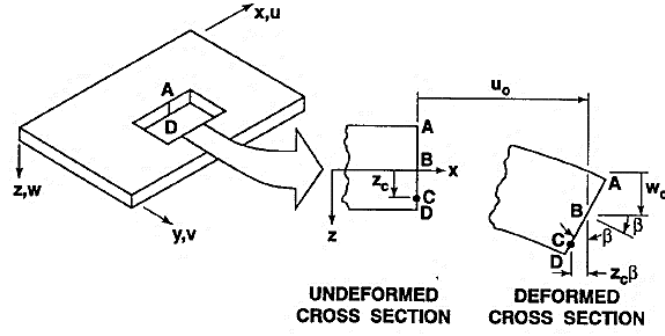 x,u
A
D
z,w
y,v
u₀
A
B
x
z_c
C
D
z
A
w₀
B
β
C
β
D
z_cβ
UNDEFORMED
CROSS SECTION
DEFORMED
CROSS SECTION